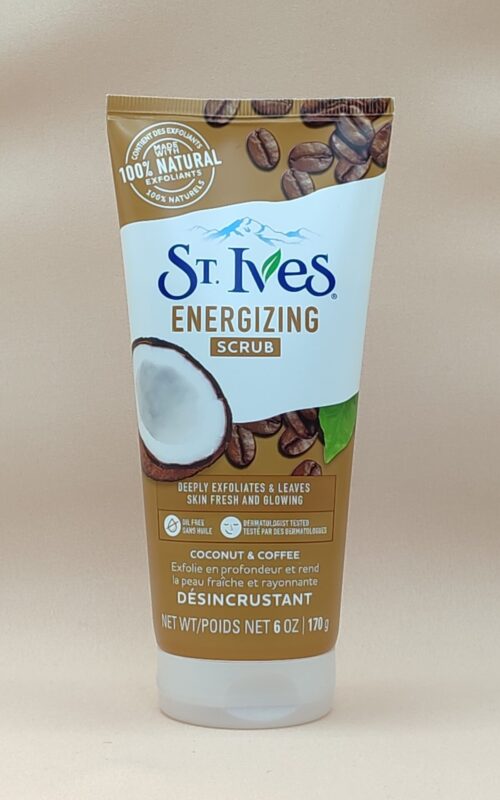 CONTIENT DES EXFOLIANTS
MADE
WITH
100% NATURAL
EXFOLIANTS
100% NATURELS
ST. Ives®
ENERGIZING
SCRUB
DEEPLY EXFOLIATES & LEAVES
SKIN FRESH AND GLOWING
OIL FREE
SANS HUILE
DERMATOLOGIST TESTED
TESTÉ PAR DES DERMATOLOGUES
COCONUT & COFFEE
Exfolie en profondeur et rend
la peau fraîche et rayonnante
DÉSINCRUSTANT
NET WT/POIDS NET 6 OZ | 170 g